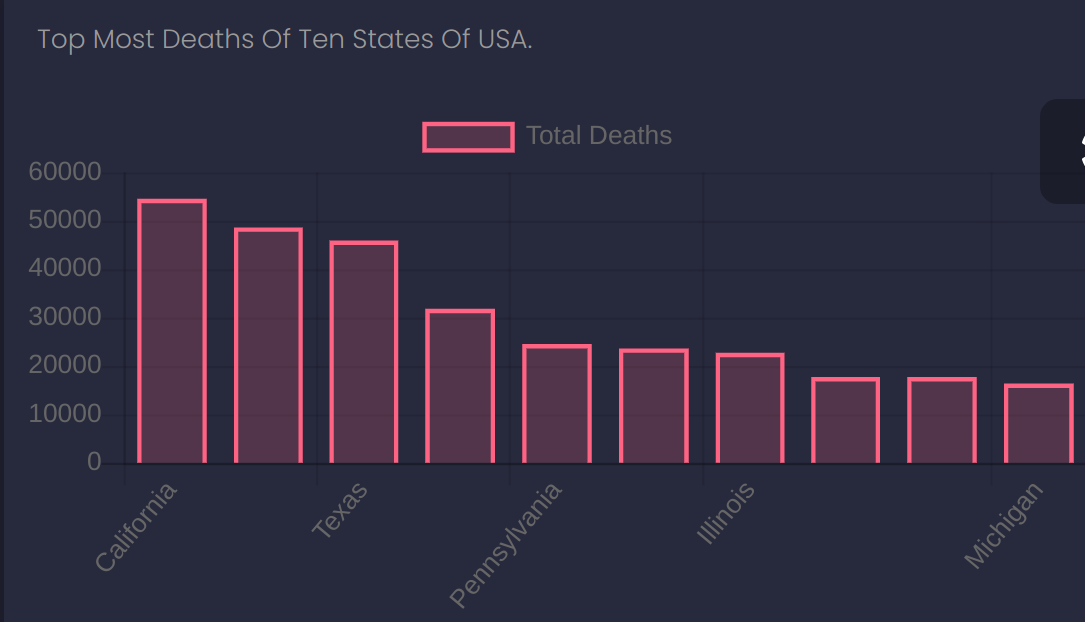 Top Most Deaths Of Ten States Of USA.
Total Deaths
60000
50000
40000
30000
20000
10000
0
California
Texas
Pennsylvania
Illinois
Michigan